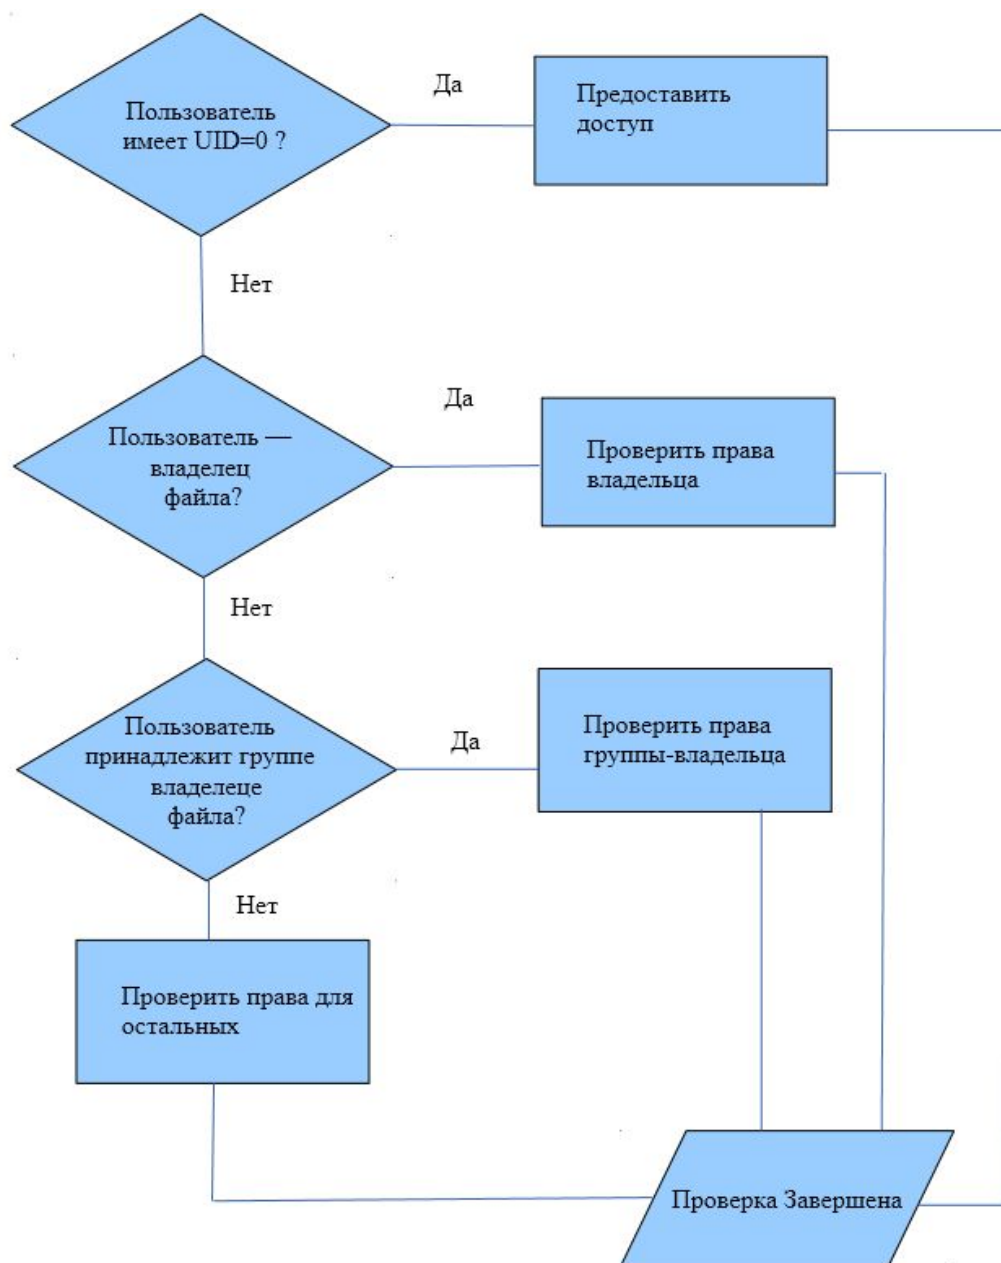 Пользователь
имеет UID=0 ?
Да
Предоставить
доступ
Нет
Пользователь —
владелец
файла?
Да
Проверить права
владельца
Нет
Пользователь
принадлежит группе
владелеце
файла?
Да
Проверить права
группы-владельца
Нет
Проверить права для
остальных
Проверка Завершена